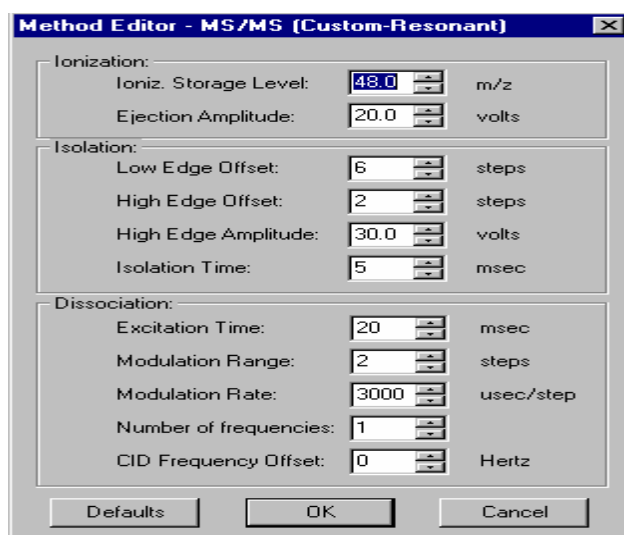 Method Editor - MS/MS (Custom-Resonant)
Ionization:
Ioniz. Storage Level: 48.0 m/z
Ejection Amplitude: 20.0 volts
Isolation:
Low Edge Offset: 6 steps
High Edge Offset: 2 steps
High Edge Amplitude: 30.0 volts
Isolation Time: 5 msec
Dissociation:
Excitation Time: 20 msec
Modulation Range: 2 steps
Modulation Rate: 3000 usec/step
Number of frequencies: 1
CID Frequency Offset: 0 Hertz
Defaults OK Cancel